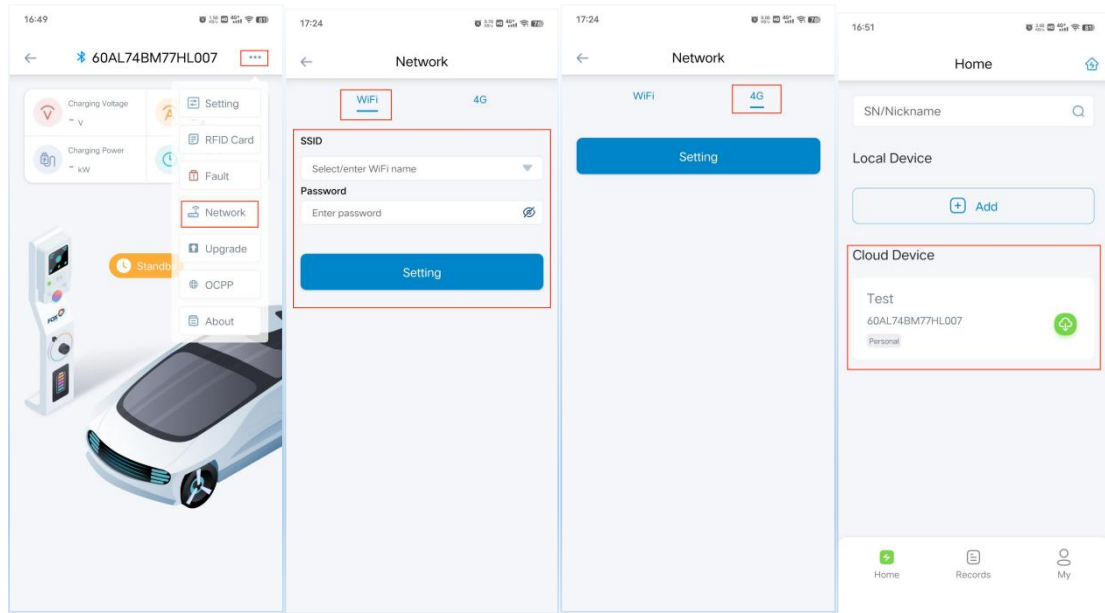 16:49
60AL74BM77HL007
Charging Voltage
- V
Charging Power
- kW
Setting
RFID Card
Fault
Network
Upgrade
OCPP
About
Standb
FOX
17:24
Network
WiFi
4G
SSID
Select/enter WiFi name
Password
Enter password
Setting
17:24
Network
WiFi
4G
Setting
16:51
Home
SN/Nickname
Local Device
Add
Cloud Device
Test
60AL74BM77HL007
Personal
Home
Records
My